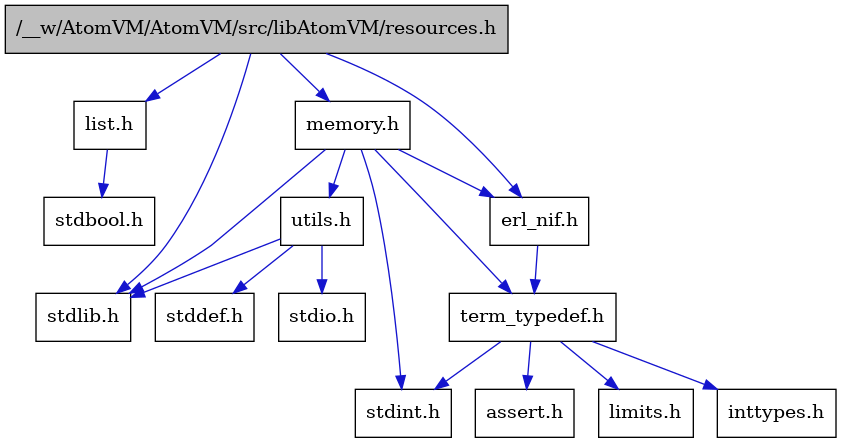 /__w/AtomVM/AtomVM/src/libAtomVM/resources.h
list.h
memory.h
stdbool.h
utils.h
erl_nif.h
stdlib.h
stddef.h
stdio.h
term_typedef.h
stdint.h
assert.h
limits.h
inttypes.h